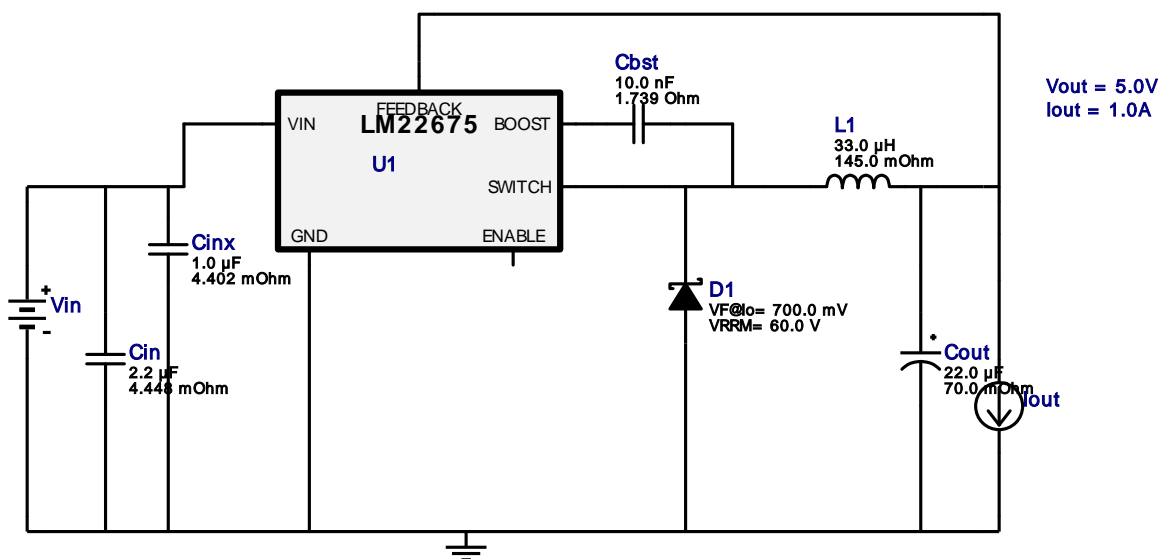 Cbst
10.0 nF
1.739 Ohm
Vout = 5.0V
Iout = 1.0A
FEEDBACK
VIN
LM22675
BOOST
U1
SWITCH
GND
ENABLE
L1
33.0 µH
145.0 mOhm
Cinx
1.0 µF
4.402 mOhm
+
Vin
-
Cin
2.2 µF
4.448 mOhm
D1
VF@Io= 700.0 mV
VRRM= 60.0 V
+
Cout
22.0 µF
70.0 mOhm
Iout